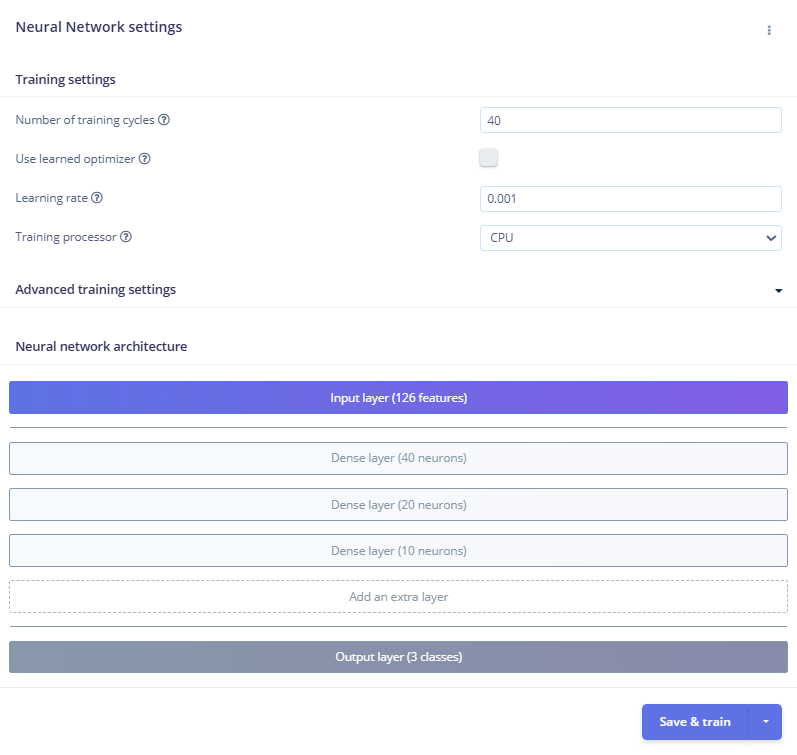 Neural Network settings
Training settings
Number of training cycles
40
Use learned optimizer
Learning rate
0.001
Training processor
CPU
Advanced training settings
Neural network architecture
Input layer (126 features)
Dense layer (40 neurons)
Dense layer (20 neurons)
Dense layer (10 neurons)
Add an extra layer
Output layer (3 classes)
Save & train